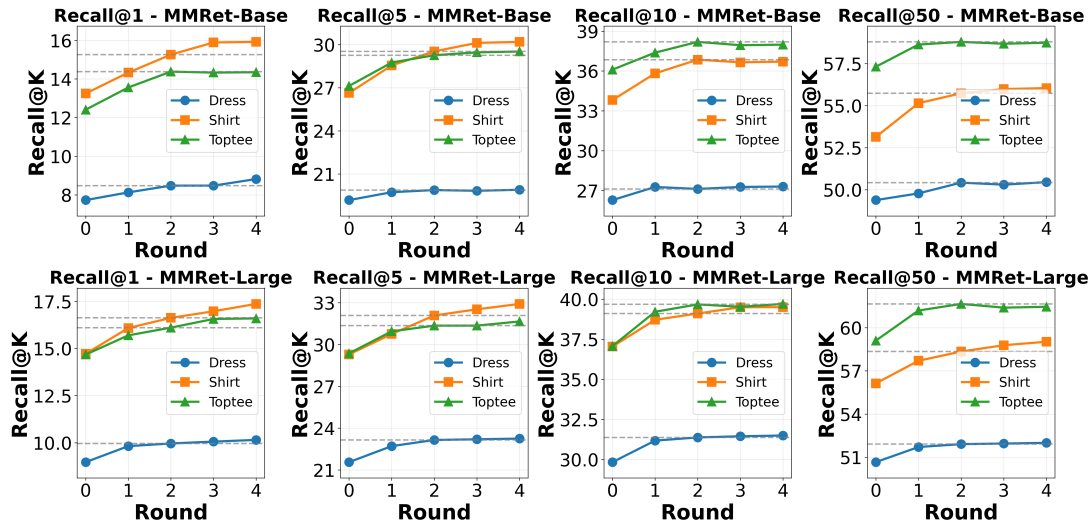 Recall@1 - MMRet-Base
Recall@K
16
14
12
10
8
Dress
Shirt
Toptee
0 1 2 3 4
Round
Recall@5 - MMRet-Base
Recall@K
30
27
24
21
Dress
Shirt
Toptee
0 1 2 3 4
Round
Recall@10 - MMRet-Base
Recall@K
39
36
33
30
27
Dress
Shirt
Toptee
0 1 2 3 4
Round
Recall@50 - MMRet-Base
Recall@K
57.5
55.0
52.5
50.0
Dress
Shirt
Toptee
0 1 2 3 4
Round
Recall@1 - MMRet-Large
Recall@K
17.5
15.0
12.5
10.0
Dress
Shirt
Toptee
0 1 2 3 4
Round
Recall@5 - MMRet-Large
Recall@K
33
30
27
24
21
Dress
Shirt
Toptee
0 1 2 3 4
Round
Recall@10 - MMRet-Large
Recall@K
40.0
37.5
35.0
32.5
30.0
Dress
Shirt
Toptee
0 1 2 3 4
Round
Recall@50 - MMRet-Large
Recall@K
60
57
54
51
Dress
Shirt
Toptee
0 1 2 3 4
Round